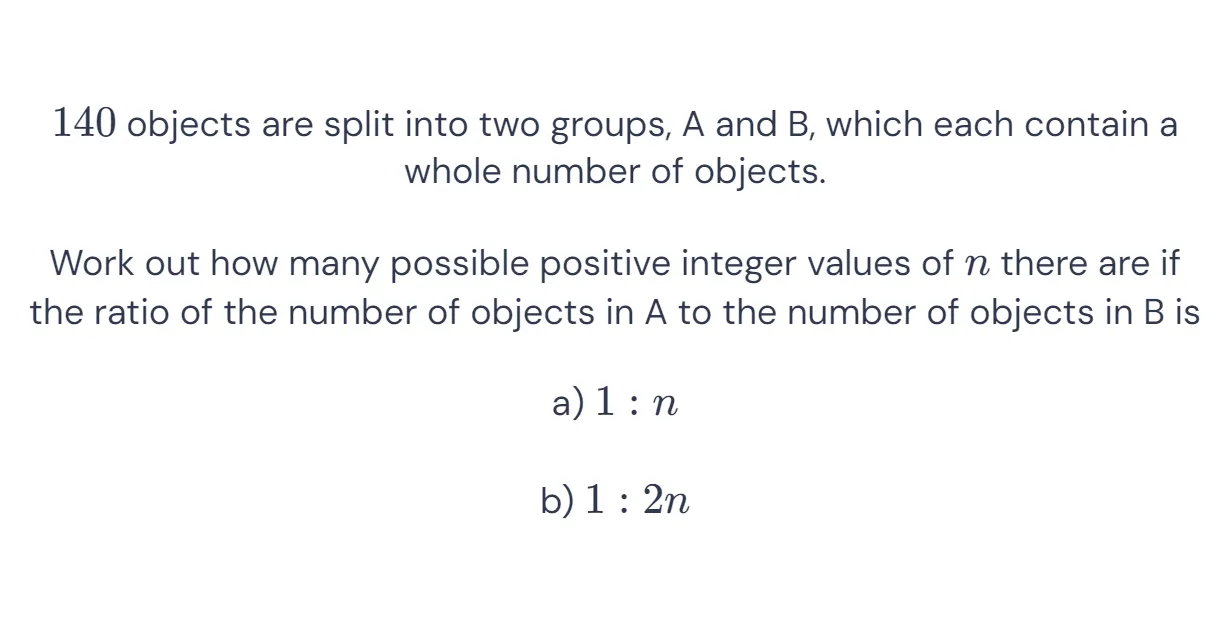 140 objects are split into two groups, A and B, which each contain a
whole number of objects.
Work out how many possible positive integer values of n there are if
the ratio of the number of objects in A to the number of objects in B is
a) 1 : n
b) 1 : 2n